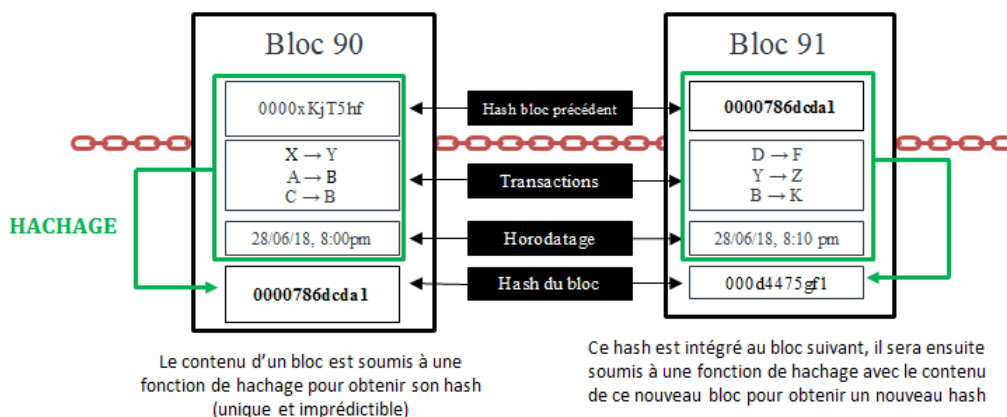 Bloc 90
0000xKjT5hf
X → Y
A → B
C → B
28/06/18, 8:00pm
0000786dcda1
HACHAGE
Hash bloc précédent
Transactions
Horodatage
Hash du bloc
Bloc 91
0000786dcda1
D → F
Y → Z
B → K
28/06/18, 8:10 pm
000d4475gf1
Le contenu d'un bloc est soumis à une
fonction de hachage pour obtenir son hash
(unique et imprédictible)
Ce hash est intégré au bloc suivant, il sera ensuite
soumis à une fonction de hachage avec le contenu
de ce nouveau bloc pour obtenir un nouveau hash